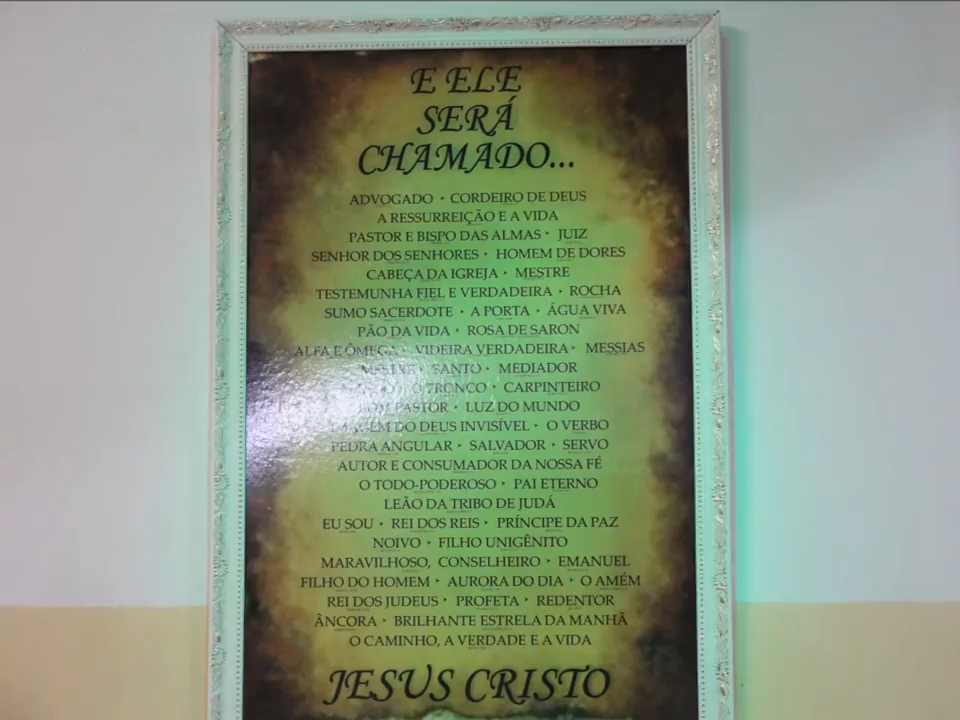 E ELE
SERÁ
CHAMADO...
ADVOGADO • CORDEIRO DE DEUS
A RESSURREIÇÃO E A VIDA
PASTOR E BISPO DAS ALMAS • JUIZ
SENHOR DOS SENHORES • HOMEM DE DORES
CABEÇA DA IGREJA • MESTRE
TESTEMUNHA FIEL E VERDADEIRA • ROCHA
SUMO SACERDOTE • A PORTA • ÁGUA VIVA
PÃO DA VIDA • ROSA DE SARON
ALFA E ÔMEGA • VIDEIRA VERDADEIRA • MESSIAS
SANTO • MEDIADOR
O TRONCO • CARPINTEIRO
PASTOR • LUZ DO MUNDO
IMAGEM DO DEUS INVISÍVEL • O VERBO
PEDRA ANGULAR • SALVADOR • SERVO
AUTOR E CONSUMADOR DA NOSSA FÉ
O TODO-PODEROSO • PAI ETERNO
LEÃO DA TRIBO DE JUDÁ
EU SOU • REI DOS REIS • PRÍNCIPE DA PAZ
NOIVO • FILHO UNIGÊNITO
MARAVILHOSO, CONSELHEIRO • EMANUEL
FILHO DO HOMEM • AURORA DO DIA • O AMÉM
REI DOS JUDEUS • PROFETA • REDENTOR
ÂNCORA • BRILHANTE ESTRELA DA MANHÃ
O CAMINHO, A VERDADE E A VIDA
JESUS CRISTO